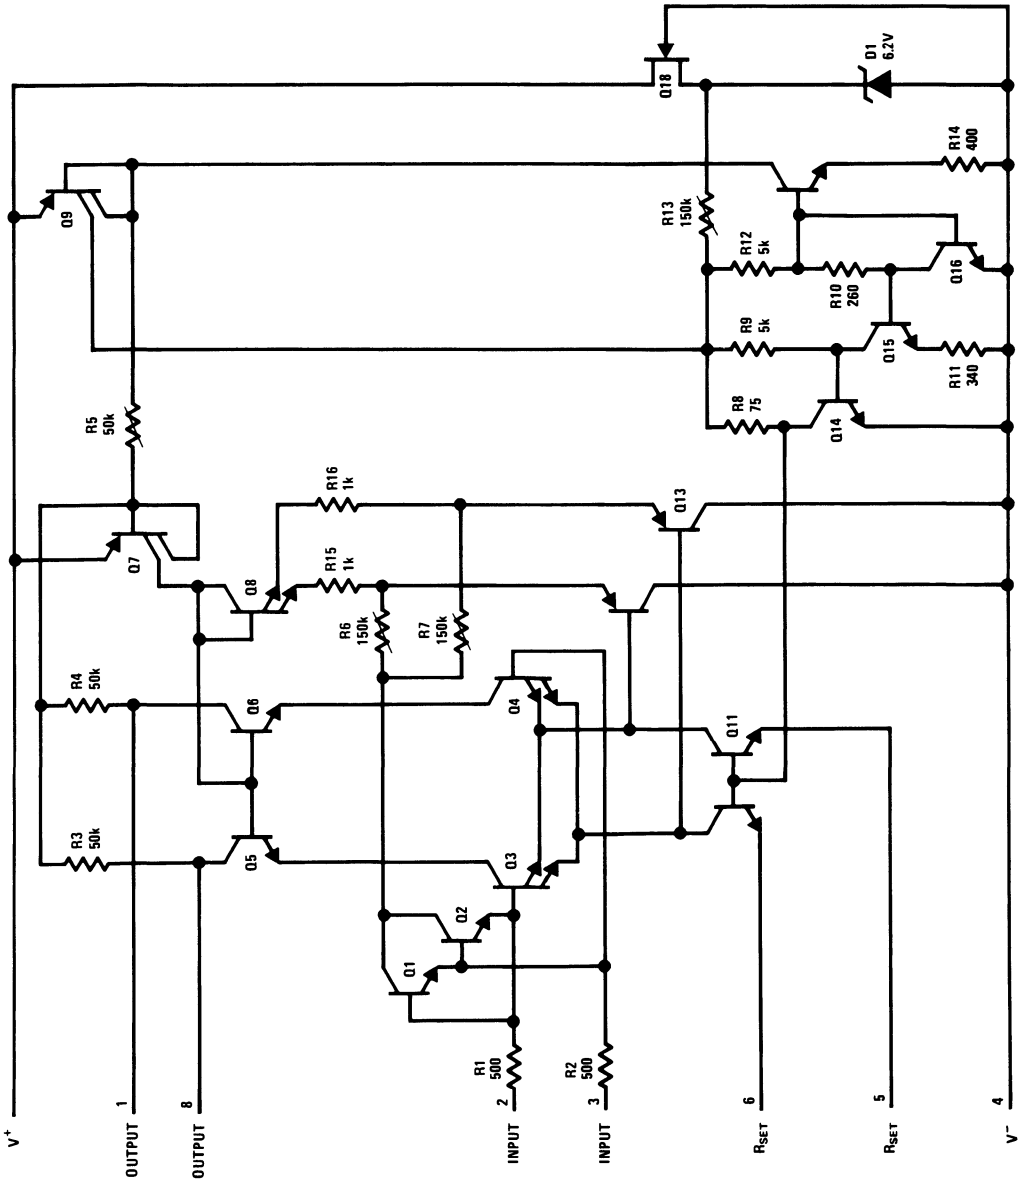 V+
Q9
R3
50k
R4
50k
R5
50k
OUTPUT 1
Q7
OUTPUT 8
Q5
Q6
Q8
R15
1k
R16
1k
R6
150k
Q1
R7
150k
Q2
R1
500
INPUT 2
Q3
Q4
R2
500
INPUT 3
Q18
R13
150k
Q13
Q11
R8
75
R9
5k
R12
5k
RSET 6
Q14
R10
260
D1
6.2V
RSET 5
Q15
Q16
R11
340
R14
400
V− 4